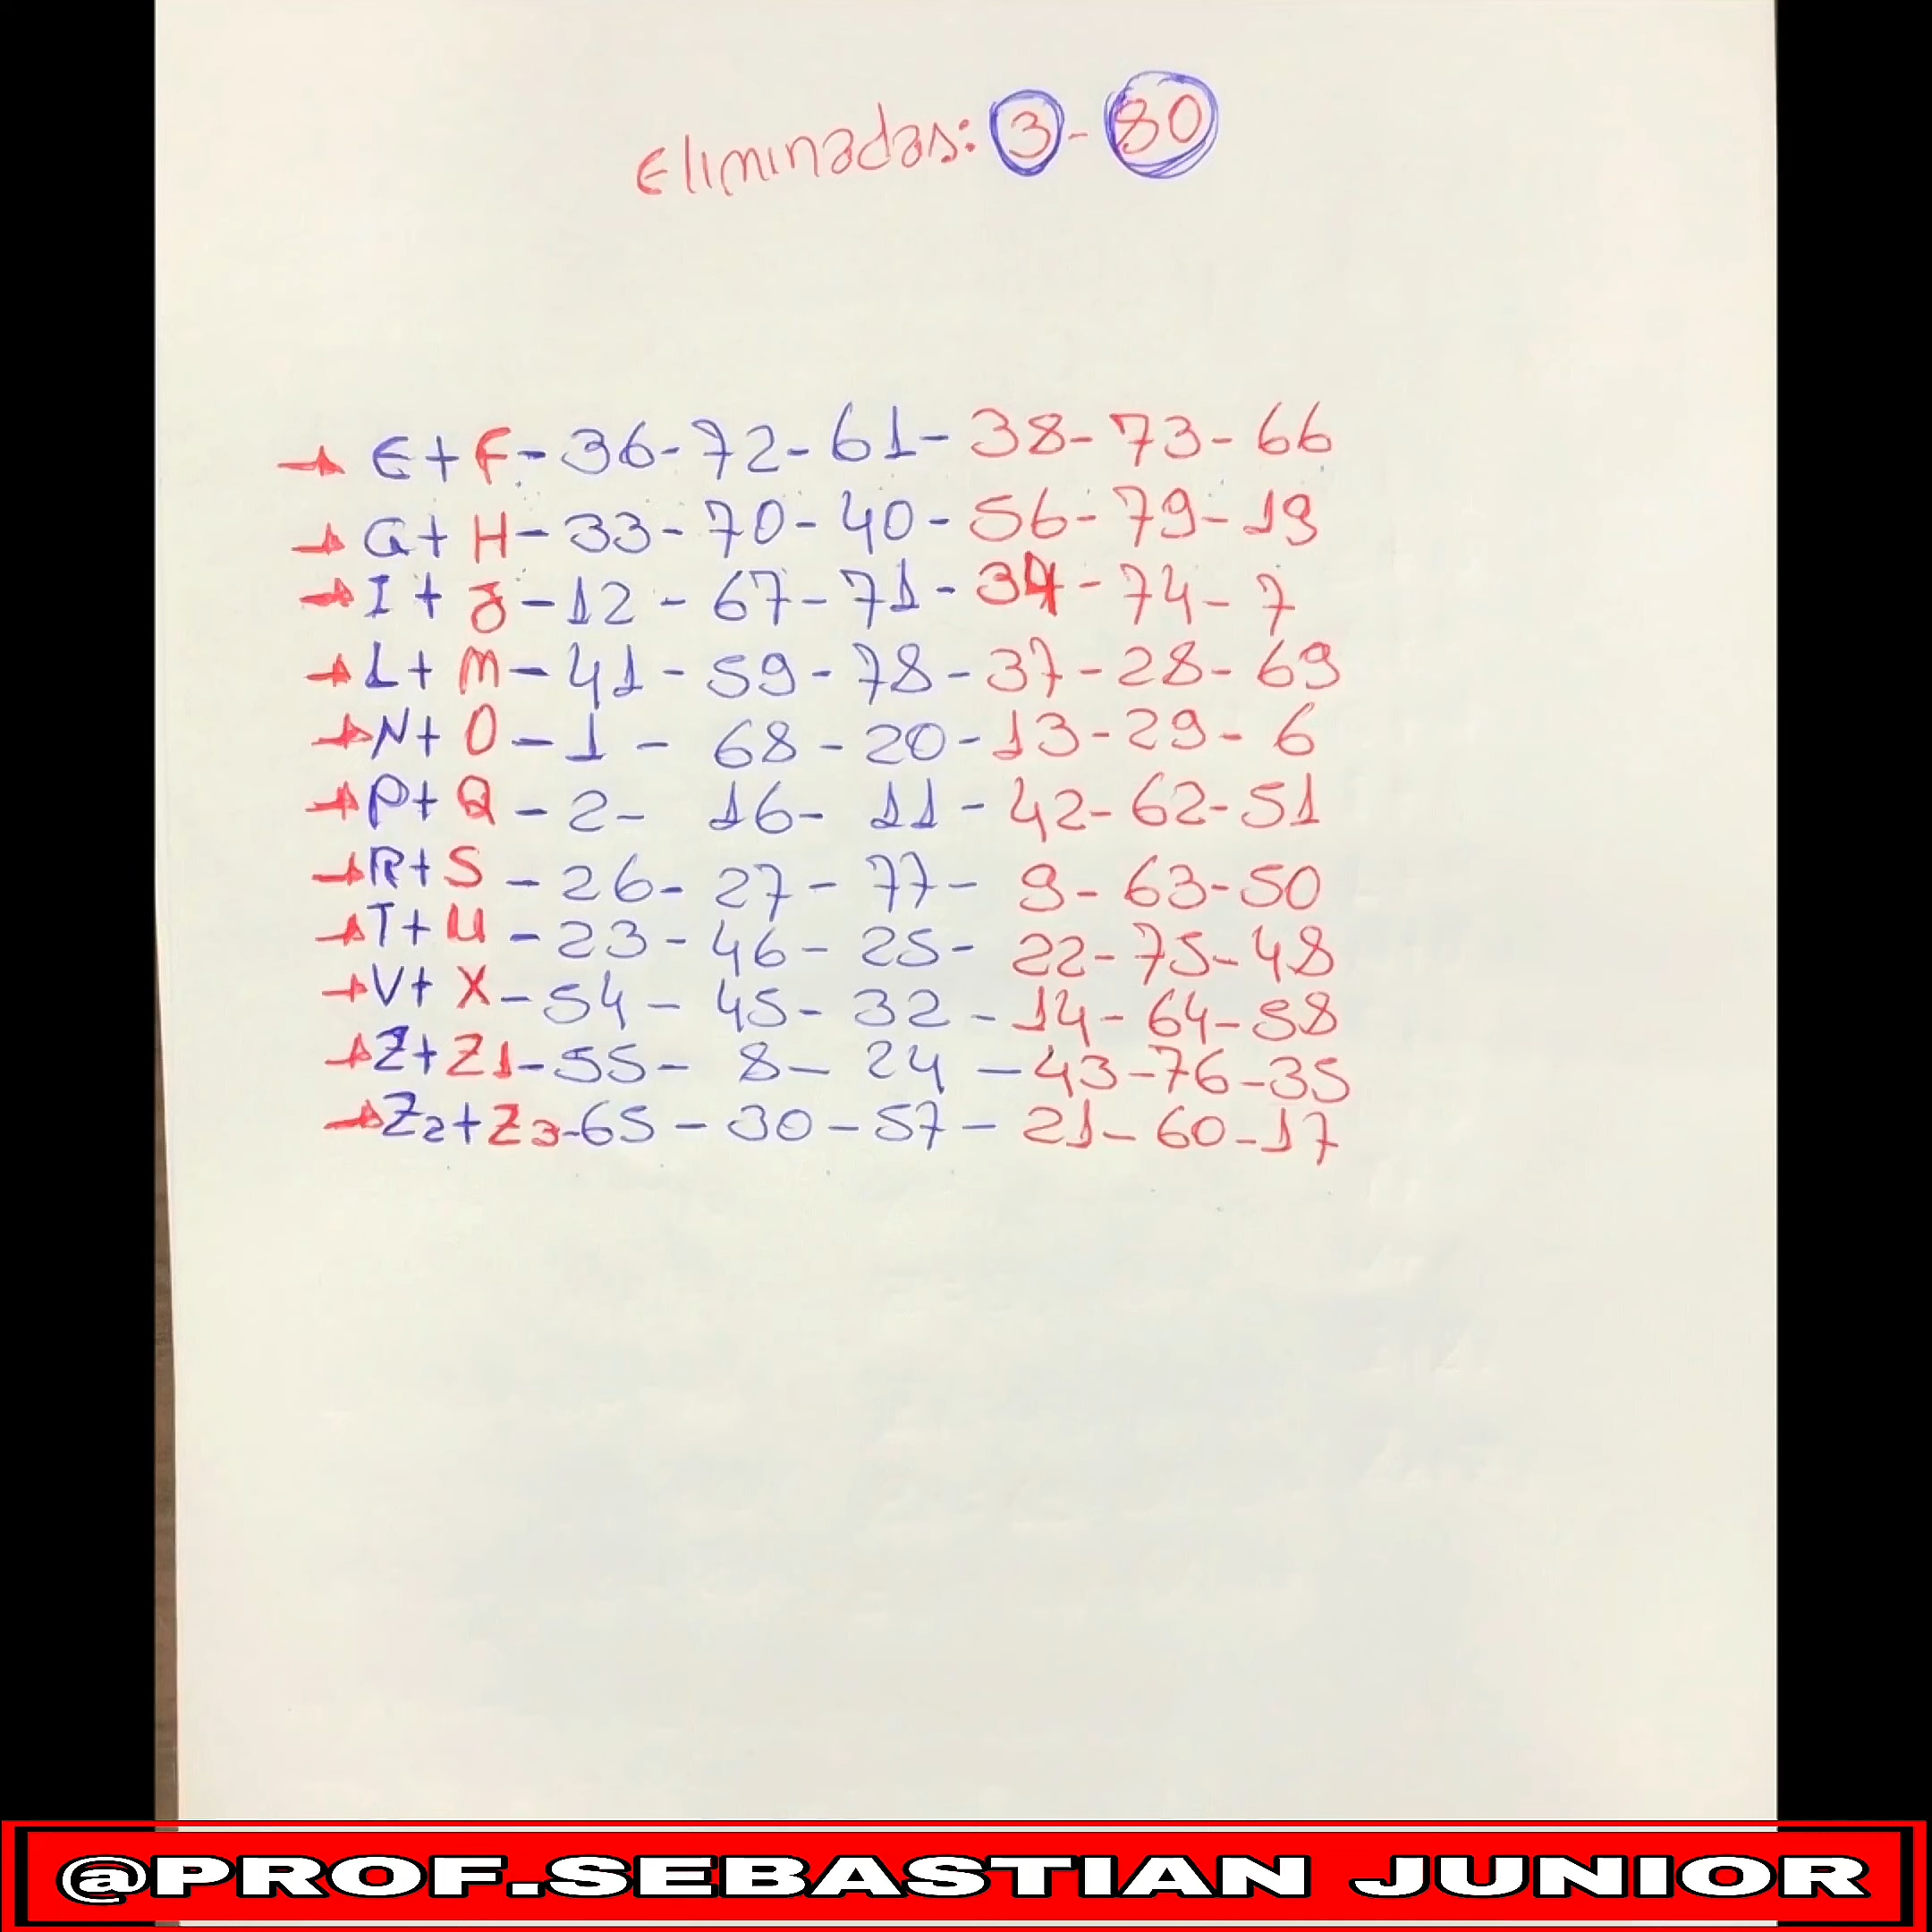 Eliminadas: 3 - 80
E + F - 36 - 72 - 61 - 38 - 73 - 66
G + H - 33 - 70 - 40 - 56 - 79 - 19
I + J - 12 - 67 - 71 - 34 - 74 - 7
L + M - 41 - 59 - 78 - 37 - 28 - 69
N + O - 1 - 68 - 20 - 13 - 29 - 6
P + Q - 2 - 16 - 11 - 42 - 62 - 51
R + S - 26 - 27 - 77 - 9 - 63 - 50
T + U - 23 - 46 - 25 - 22 - 75 - 48
V + X - 54 - 45 - 32 - 14 - 64 - 58
Z + Z1 - 55 - 8 - 24 - 43 - 76 - 35
Z2 + Z3 - 65 - 30 - 57 - 21 - 60 - 17
@PROF.SEBASTIAN JUNIOR